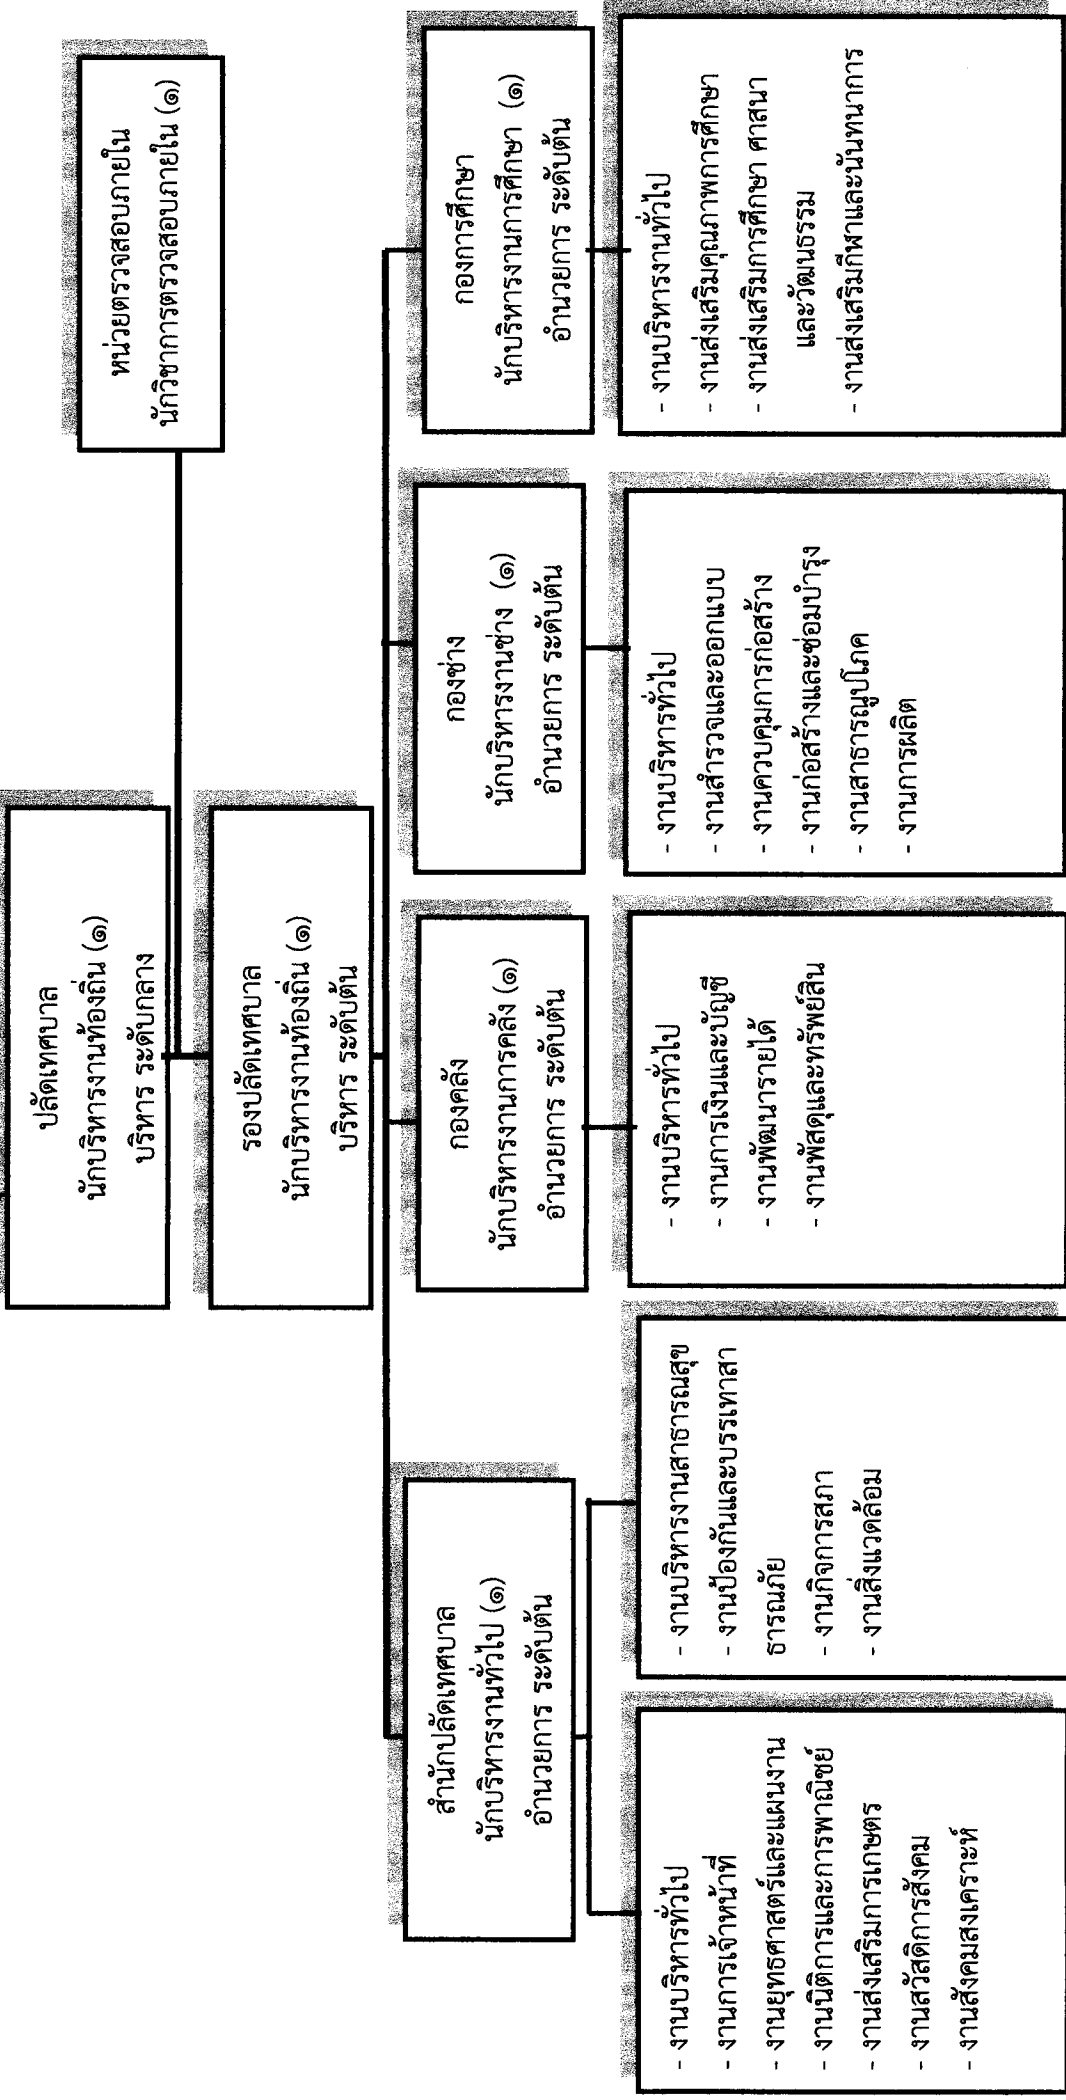 ปลัดเทศบาล
นักบริหารงานท้องถิ่น (๑)
บริหาร ระดับกลาง
หน่วยตรวจสอบภายใน
นักวิชาการตรวจสอบภายใน (๑)
รองปลัดเทศบาล
นักบริหารงานท้องถิ่น (๑)
บริหาร ระดับต้น
สำนักปลัดเทศบาล
นักบริหารงานทั่วไป (๑)
อำนวยการ ระดับต้น
กองคลัง
นักบริหารงานการคลัง (๑)
อำนวยการ ระดับต้น
กองช่าง
นักบริหารงานช่าง (๑)
อำนวยการ ระดับต้น
กองการศึกษา
นักบริหารงานการศึกษา (๑)
อำนวยการ ระดับต้น
- งานบริหารทั่วไป
- งานการเจ้าหน้าที่
- งานยุทธศาสตร์และแผนงาน
- งานนิติการและการพาณิชย์
- งานส่งเสริมการเกษตร
- งานสวัสดิการสังคม
- งานสังคมสงเคราะห์
- งานบริหารงานสาธารณสุข
- งานป้องกันและบรรเทาสา
ธารณภัย
- งานกิจการสภา
- งานสิ่งแวดล้อม
- งานบริหารทั่วไป
- งานการเงินและบัญชี
- งานพัฒนารายได้
- งานพัสดุและทรัพย์สิน
- งานบริหารทั่วไป
- งานสำรวจและออกแบบ
- งานควบคุมการก่อสร้าง
- งานก่อสร้างและซ่อมบำรุง
- งานสาธารณูปโภค
- งานการผลิต
- งานบริหารงานทั่วไป
- งานส่งเสริมคุณภาพการศึกษา
- งานส่งเสริมการศึกษา ศาสนา
และวัฒนธรรม
- งานส่งเสริมกีฬาและนันทนาการ